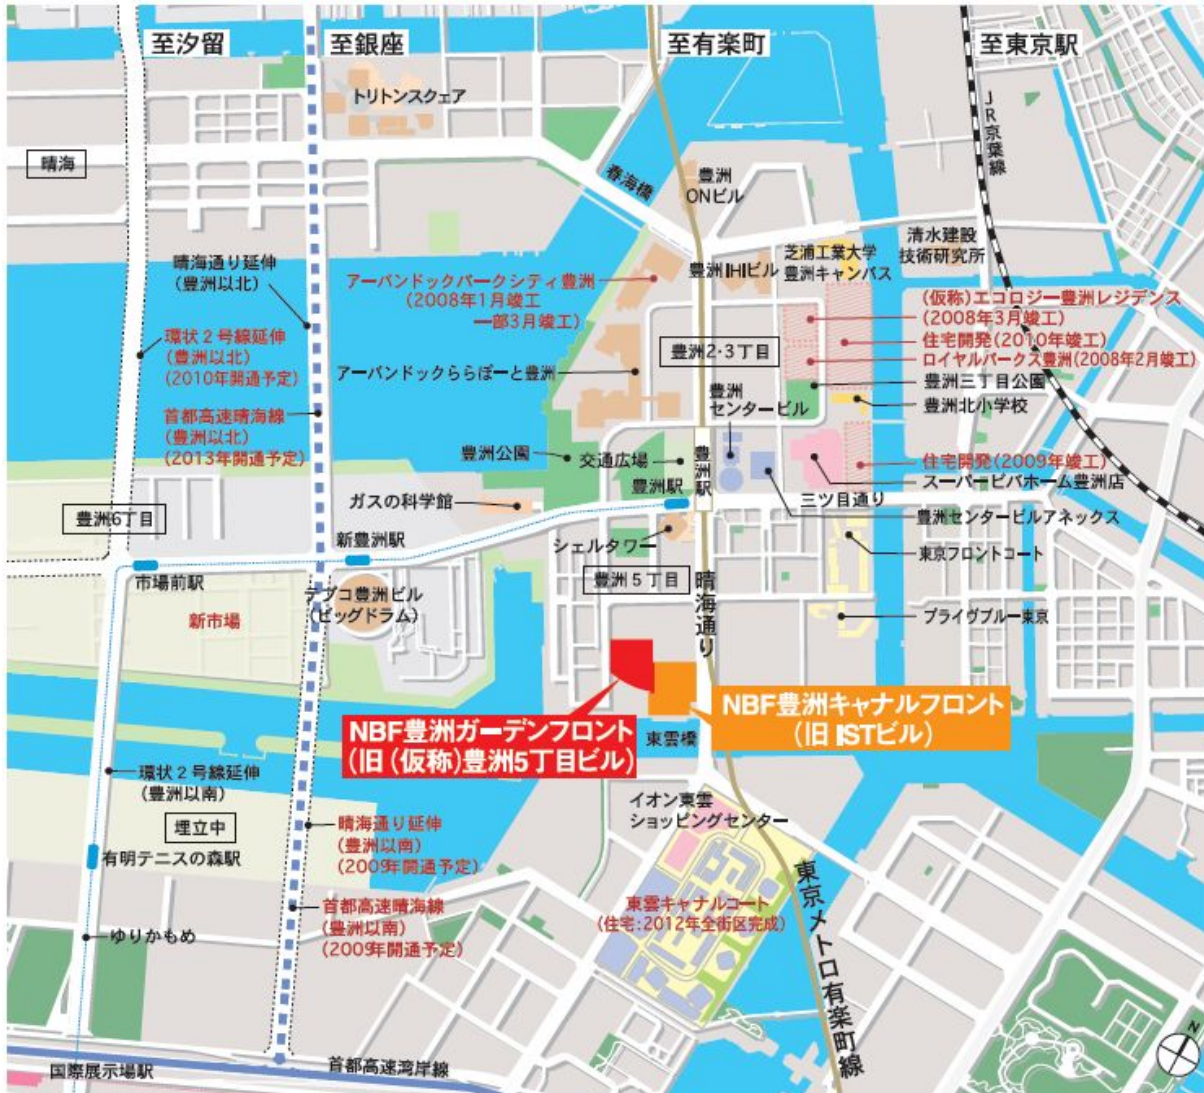 至汐留
至銀座
至有楽町
至東京駅
トリトンスクェア
JR京葉線
晴海
春海橋
豊洲
ONビル
晴海通り延伸
(豊洲以北)
アーバンドックパークシティ豊洲
(2008年1月竣工
一部3月竣工)
豊洲IHIビル
芝浦工業大学
豊洲キャンパス
清水建設
技術研究所
(仮称)エコロジー豊洲レジデンス
(2008年3月竣工)
住宅開発(2010年竣工)
ロイヤルパークス豊洲(2008年2月竣工)
環状2号線延伸
(豊洲以北)
(2010年開通予定)
豊洲2・3丁目
アーバンドックららぽーと豊洲
豊洲三丁目公園
豊洲
センタービル
豊洲北小学校
首都高速晴海線
(豊洲以北)
(2013年開通予定)
豊洲公園
交通広場
豊洲駅
豊洲駅
住宅開発(2009年竣工)
スーパービバホーム豊洲店
ガスの科学館
三ツ目通り
豊洲センタービルアネックス
豊洲6丁目
新豊洲駅
シェルタワー
東京フロントコート
市場前駅
豊洲5丁目
晴海通り
テプコ豊洲ビル
(ビッグドラム)
新市場
プライヴブルー東京
NBF豊洲ガーデンフロント
(旧(仮称)豊洲5丁目ビル)
NBF豊洲キャナルフロント
(旧 ISTビル)
東雲橋
環状2号線延伸
(豊洲以南)
イオン東雲
ショッピングセンター
埋立中
晴海通り延伸
(豊洲以南)
(2009年開通予定)
有明テニスの森駅
東雲キャナルコート
(住宅:2012年全街区完成)
首都高速晴海線
(豊洲以南)
(2009年開通予定)
ゆりかもめ
東京メトロ有楽町線
国際展示場駅
首都高速湾岸線
N